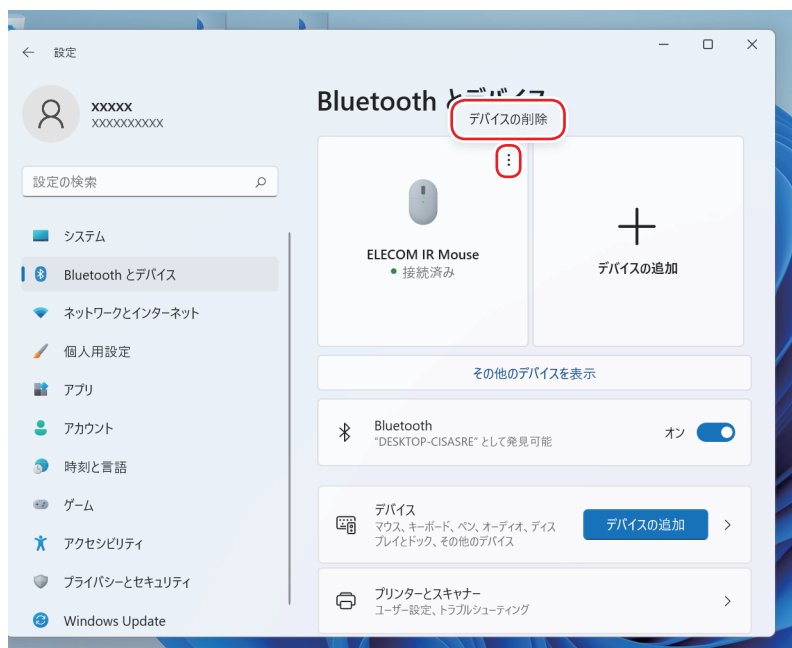 設定
xxxxx
xxxxxxxxxx
設定の検索
システム
Bluetooth とデバイス
ネットワークとインターネット
個人用設定
アプリ
アカウント
時刻と言語
ゲーム
アクセシビリティ
プライバシーとセキュリティ
Windows Update
Bluetooth とデバイス
デバイスの削除
ELECOM IR Mouse
接続済み
デバイスの追加
その他のデバイスを表示
Bluetooth
"DESKTOP-CISASRE" として発見可能
オン
デバイス
マウス、キーボード、ペン、オーディオ、ディス
プレイとドック、その他のデバイス
デバイスの追加
プリンターとスキャナー
ユーザー設定、トラブルシューティング